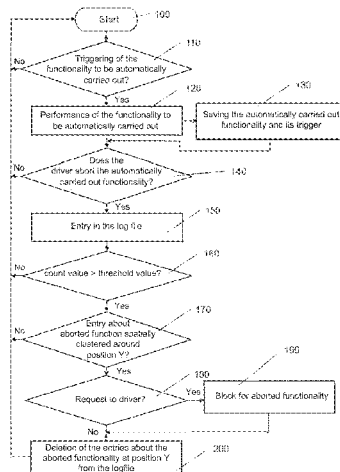 Start
100
Triggering of the
functionality to be automatically
carried out?
110
No
Yes
120
130
Performance of the functionality to
be automatically carried out
Saving the automatically carried out
functionality and its trigger
Does the
driver abort the automatically
carried out functionality?
140
No
Yes
150
Entry in the log file
160
No
count value > threshold value?
Yes
170
Entry about
aborted function spatially
clustered around
position Y?
No
Yes
190
Request to driver?
Yes
Block for aborted functionality
No
200
Deletion of the entries about the
aborted functionality at position Y
from the logfile